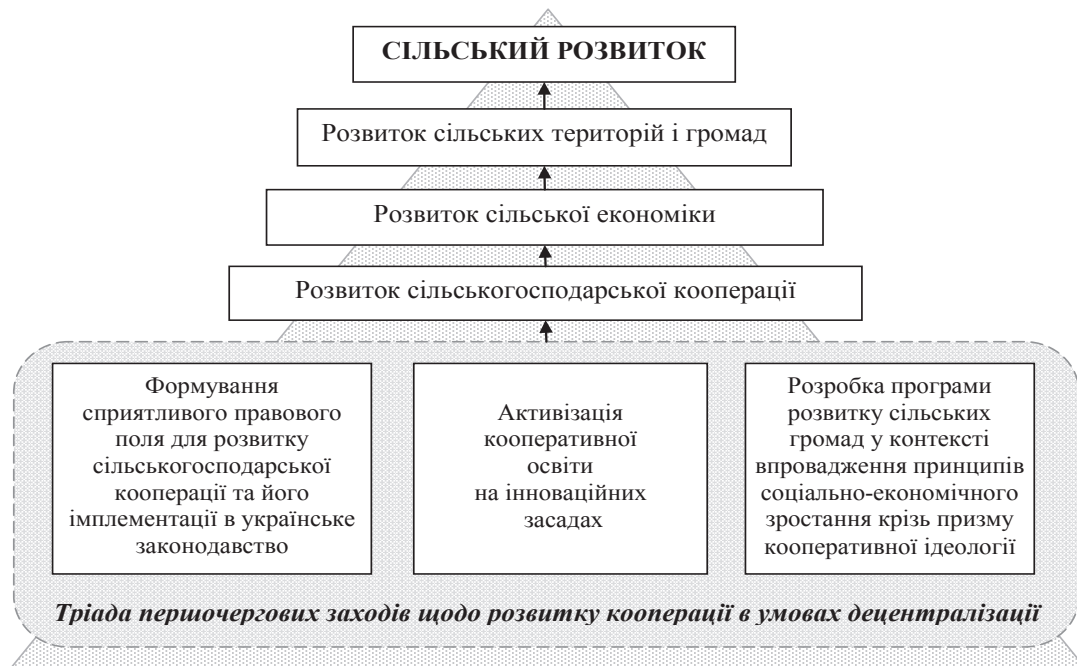 СІЛЬСЬКИЙ РОЗВИТОК
Розвиток сільських територій і громад
Розвиток сільської економіки
Розвиток сільськогосподарської кооперації
Формування
сприятливого правового
поля для розвитку
сільськогосподарської
кооперації та його
імплементації в українське
законодавство
Активізація
кооперативної
освіти
на інноваційних
засадах
Розробка програми
розвитку сільських
громад у контексті
впровадження принципів
соціально-економічного
зростання крізь призму
кооперативної ідеології
Тріада першочергових заходів щодо розвитку кооперації в умовах децентралізації